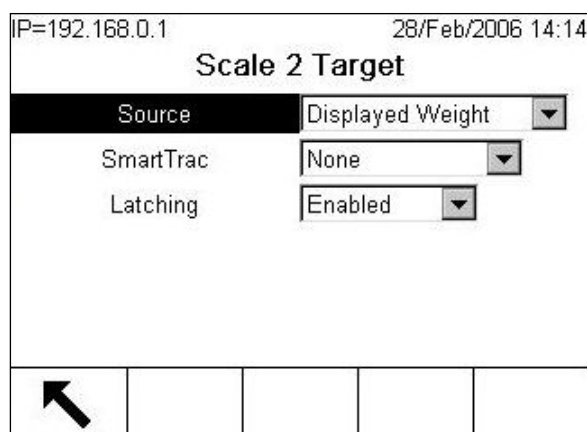 IP=192.168.0.1 28/Feb/2006 14:14
Scale 2 Target
Source Displayed Weight
SmartTrac None
Latching Enabled